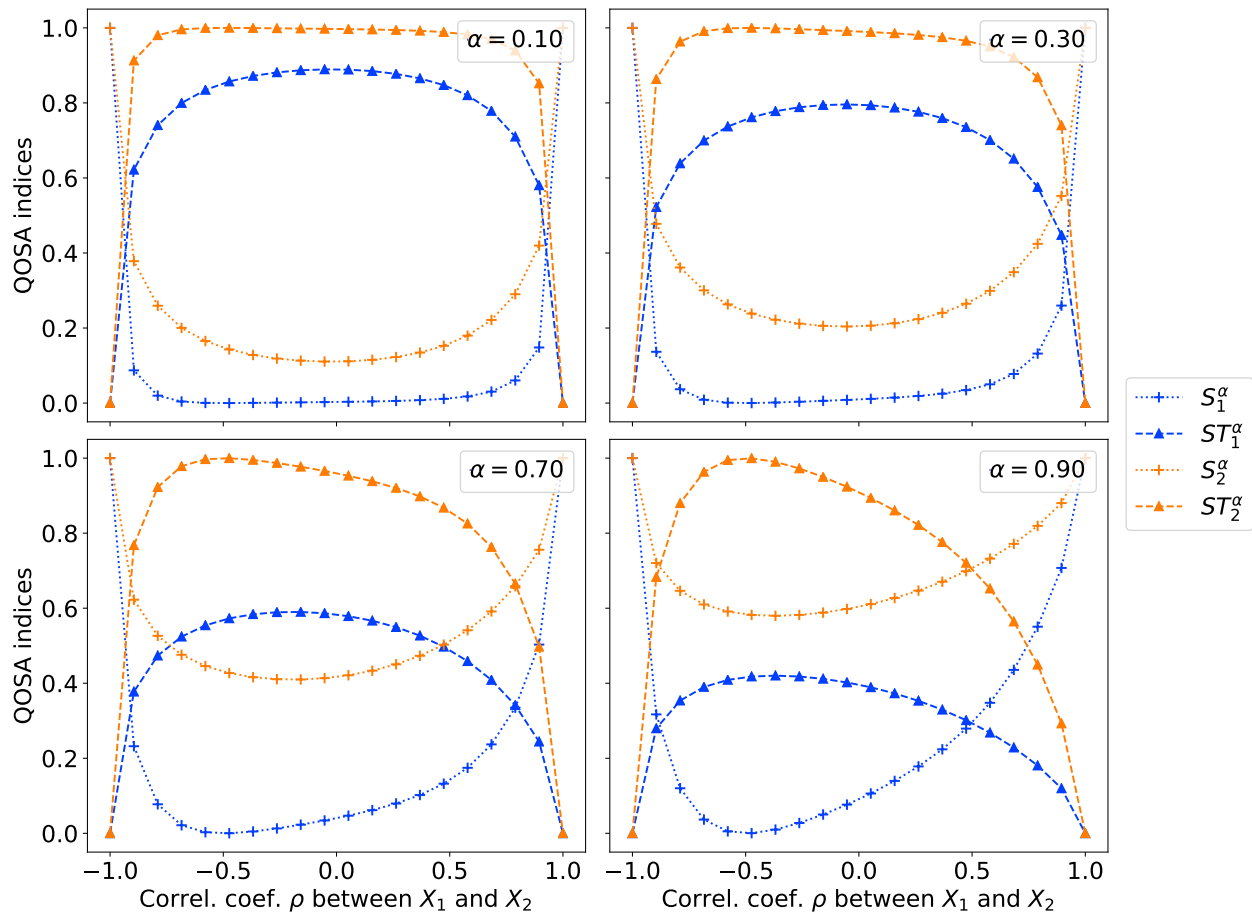 1.0
0.8
0.6
0.4
0.2
0.0
QOSA indices
α = 0.10
α = 0.30
1.0
0.8
0.6
0.4
0.2
0.0
QOSA indices
α = 0.70
α = 0.90
−1.0 −0.5 0.0 0.5 1.0
−1.0 −0.5 0.0 0.5 1.0
Correl. coef. ρ between X₁ and X₂
Correl. coef. ρ between X₁ and X₂
S₁^α
ST₁^α
S₂^α
ST₂^α